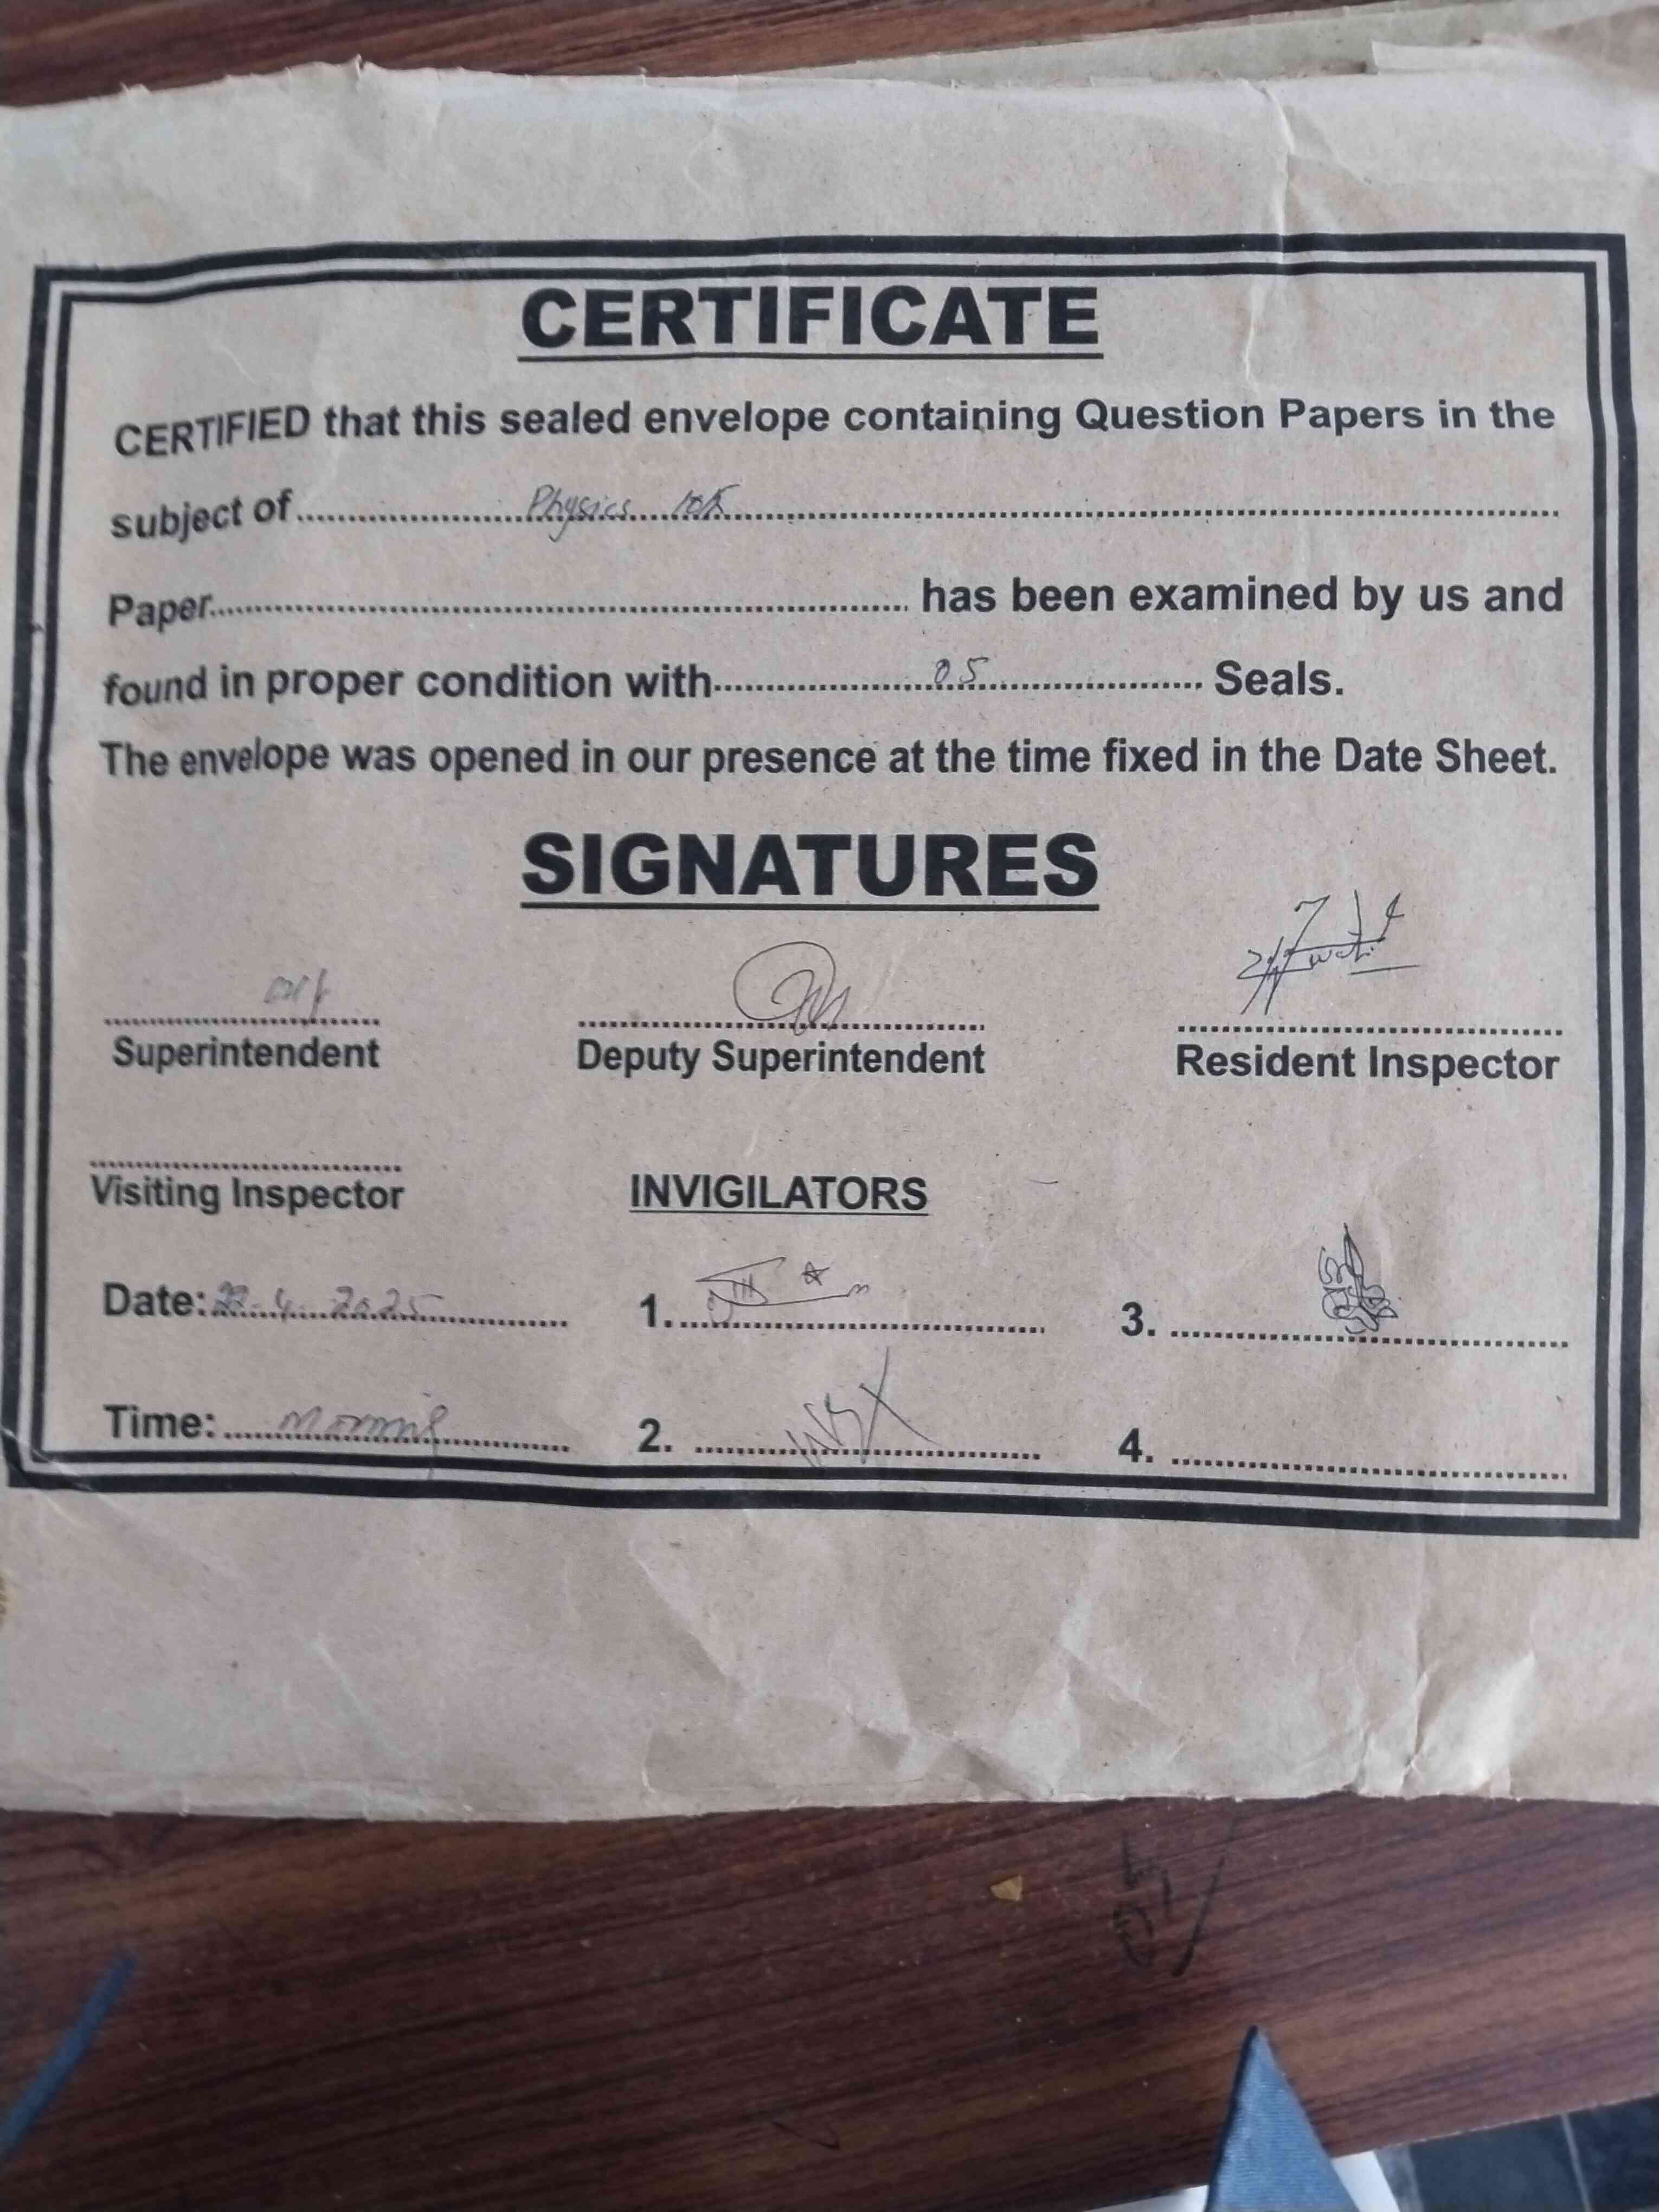 CERTIFICATE
CERTIFIED that this sealed envelope containing Question Papers in the
subject of Physics
Paper has been examined by us and
found in proper condition with 05 Seals.
The envelope was opened in our presence at the time fixed in the Date Sheet.
SIGNATURES
Superintendent Deputy Superintendent Resident Inspector
Visiting Inspector INVIGILATORS
Date: 4 2025 1. 3.
Time: Morning 2. 4.